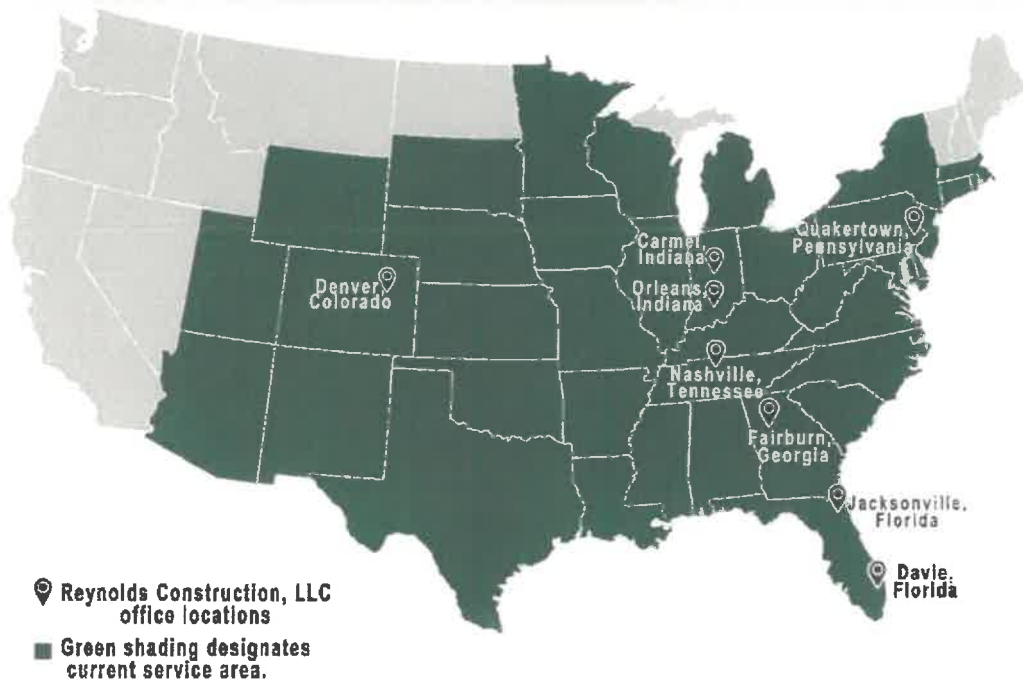 Quakertown,
Pennsylvania
Carmel,
Indiana
Denver,
Colorado
Orleans,
Indiana
Nashville,
Tennessee
Fairburn,
Georgia
Jacksonville,
Florida
Davie,
Florida
Reynolds Construction, LLC
office locations
Green shading designates
current service area.